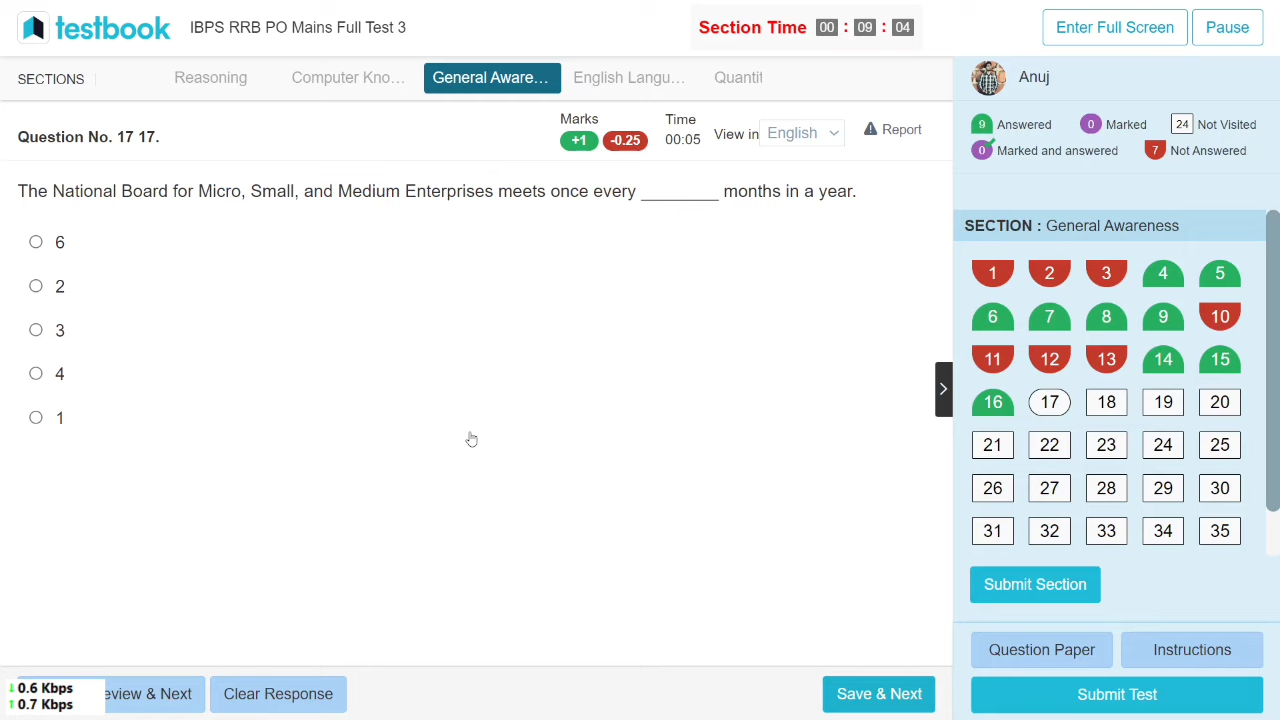 testbook
IBPS RRB PO Mains Full Test 3
Section Time 00 : 09 : 04
Enter Full Screen
Pause
SECTIONS
Reasoning
Computer Kno...
General Aware...
English Langu...
Quantit
Anuj
Question No. 17 17.
Marks
+1 -0.25
Time
00:05
View in English
Report
9 Answered
0 Marked
24 Not Visited
0 Marked and answered
7 Not Answered
The National Board for Micro, Small, and Medium Enterprises meets once every ________ months in a year.
6
2
3
4
1
SECTION : General Awareness
1 2 3 4 5
6 7 8 9 10
11 12 13 14 15
16 17 18 19 20
21 22 23 24 25
26 27 28 29 30
31 32 33 34 35
Submit Section
Question Paper
Instructions
0.6 Kbps
0.7 Kbps
eview & Next
Clear Response
Save & Next
Submit Test